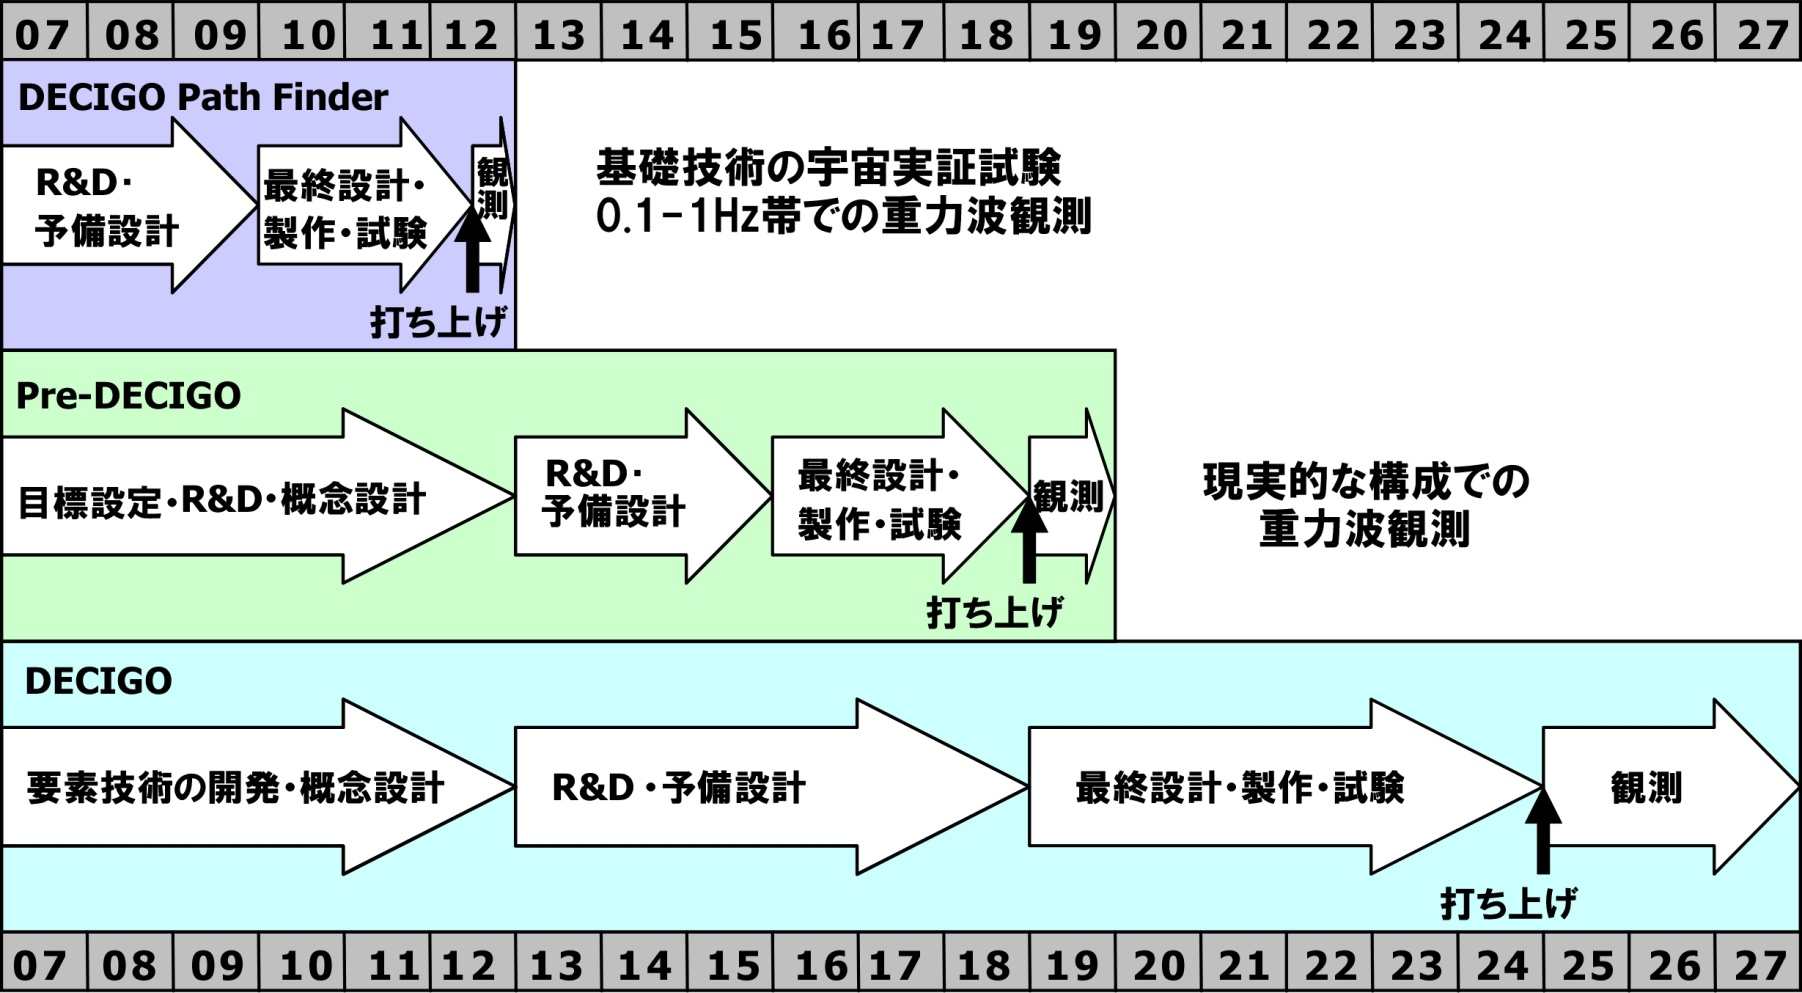 07 08 09 10 11 12 13 14 15 16 17 18 19 20 21 22 23 24 25 26 27
DECIGO Path Finder
R&D・
予備設計
最終設計・
製作・試験
観
測
打ち上げ
基礎技術の宇宙実証試験
0.1-1Hz帯での重力波観測
Pre-DECIGO
目標設定・R&D・概念設計
R&D・
予備設計
最終設計・
製作・試験
観測
打ち上げ
現実的な構成での
重力波観測
DECIGO
要素技術の開発・概念設計
R&D・予備設計
最終設計・製作・試験
観測
打ち上げ
07 08 09 10 11 12 13 14 15 16 17 18 19 20 21 22 23 24 25 26 27